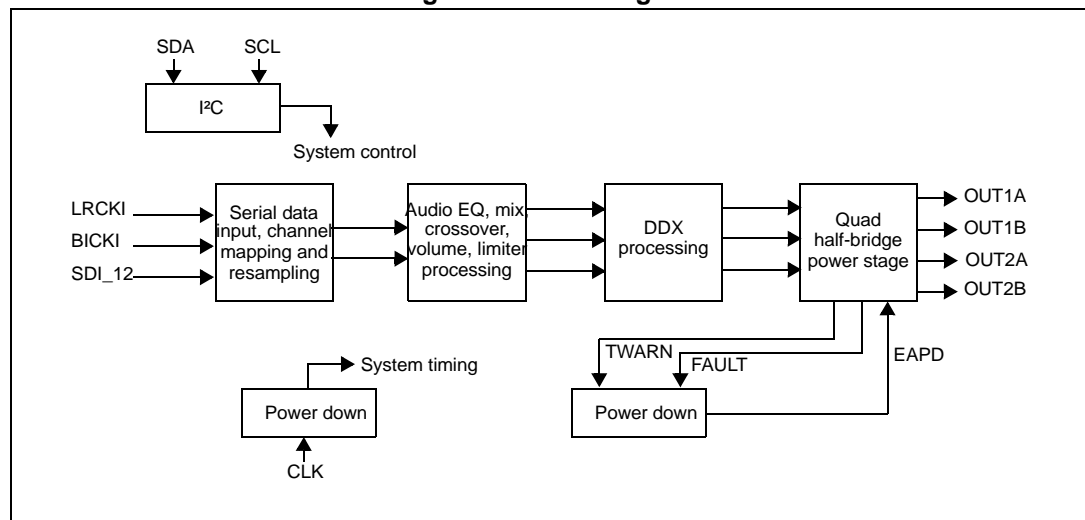 SDA
SCL
I²C
System control
LRCKI
BICKI
SDI_12
Serial data
input, channel
mapping and
resampling
Audio EQ, mix,
crossover,
volume, limiter
processing
DDX
processing
Quad
half-bridge
power stage
OUT1A
OUT1B
OUT2A
OUT2B
TWARN
FAULT
EAPD
System timing
Power down
CLK
Power down